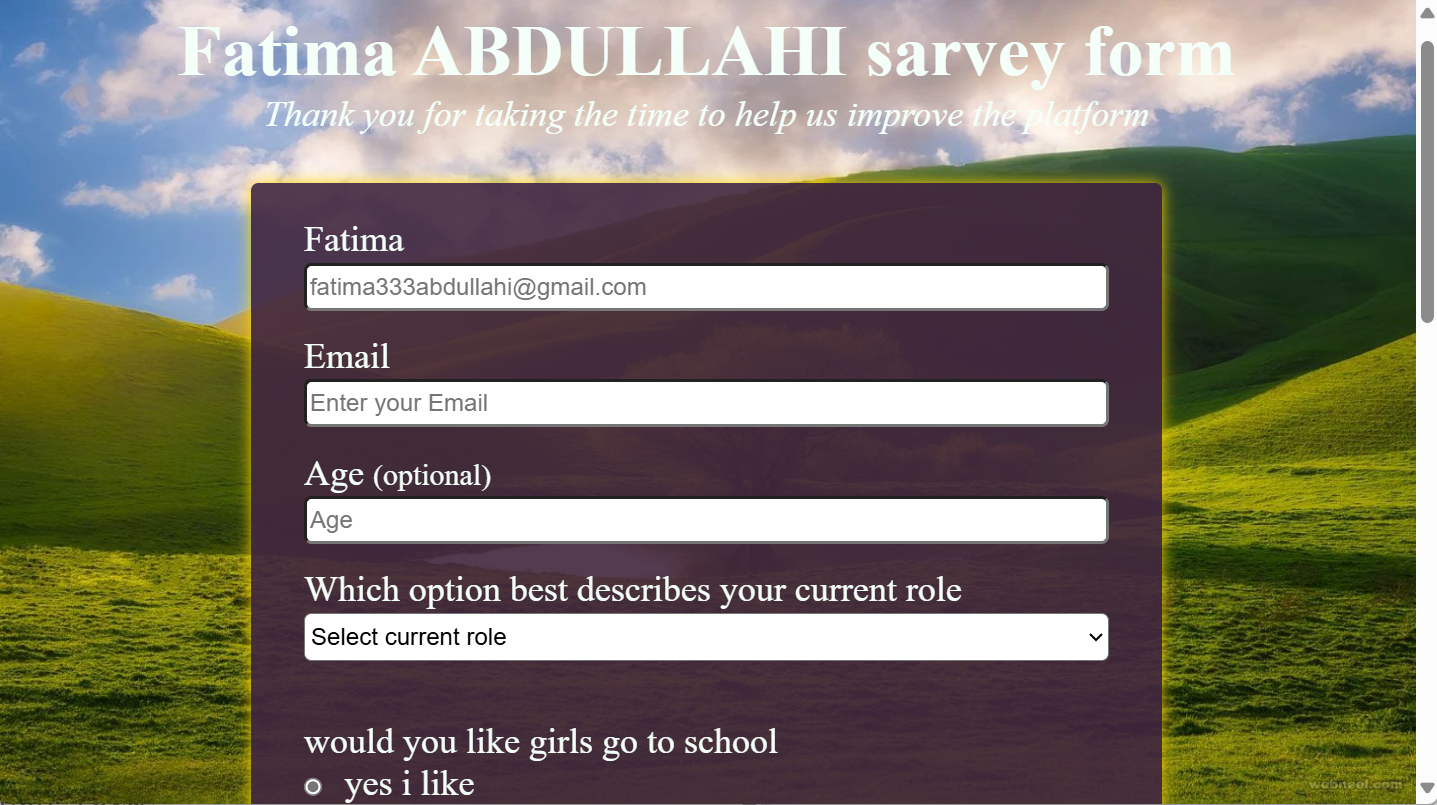 Fatima ABDULLAHI sarvey form
Thank you for taking the time to help us improve the platform
Fatima
fatima333abdullahi@gmail.com
Email
Enter your Email
Age (optional)
Age
Which option best describes your current role
Select current role
would you like girls go to school
yes i like
webneel.com